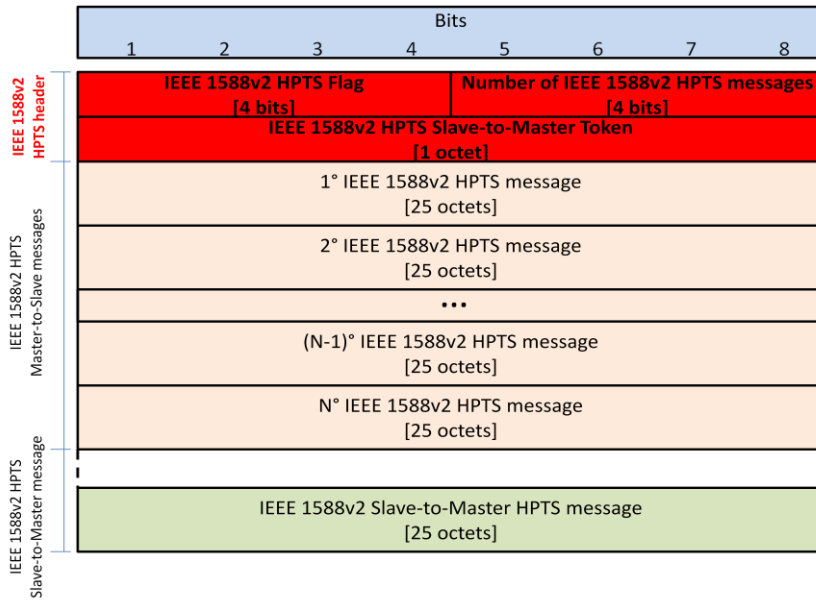 Bits
1 2 3 4 5 6 7 8
IEEE 1588v2
HPTS header
IEEE 1588v2 HPTS Flag
[4 bits]
Number of IEEE 1588v2 HPTS messages
[4 bits]
IEEE 1588v2 HPTS Slave-to-Master Token
[1 octet]
IEEE 1588v2 HPTS
Master-to-Slave messages
1° IEEE 1588v2 HPTS message
[25 octets]
2° IEEE 1588v2 HPTS message
[25 octets]
...
(N-1)° IEEE 1588v2 HPTS message
[25 octets]
N° IEEE 1588v2 HPTS message
[25 octets]
IEEE 1588v2 HPTS
Slave-to-Master message
IEEE 1588v2 Slave-to-Master HPTS message
[25 octets]